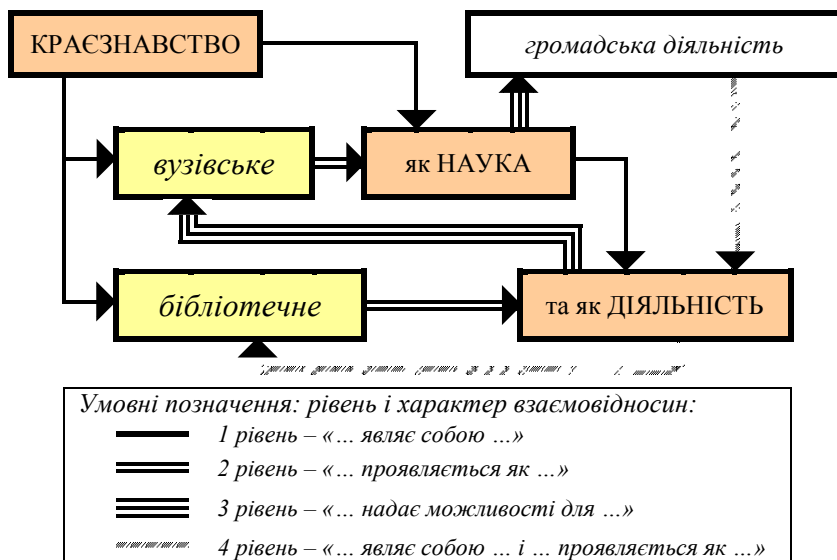 КРАЄЗНАВСТВО
громадська діяльність
вузівське
як НАУКА
бібліотечне
та як ДІЯЛЬНІСТЬ
Умовні позначення: рівень і характер взаємовідносин:
1 рівень – «... являє собою ...»
2 рівень – «... проявляється як ...»
3 рівень – «... надає можливості для ...»
4 рівень – «... являє собою ... і ... проявляється як ...»